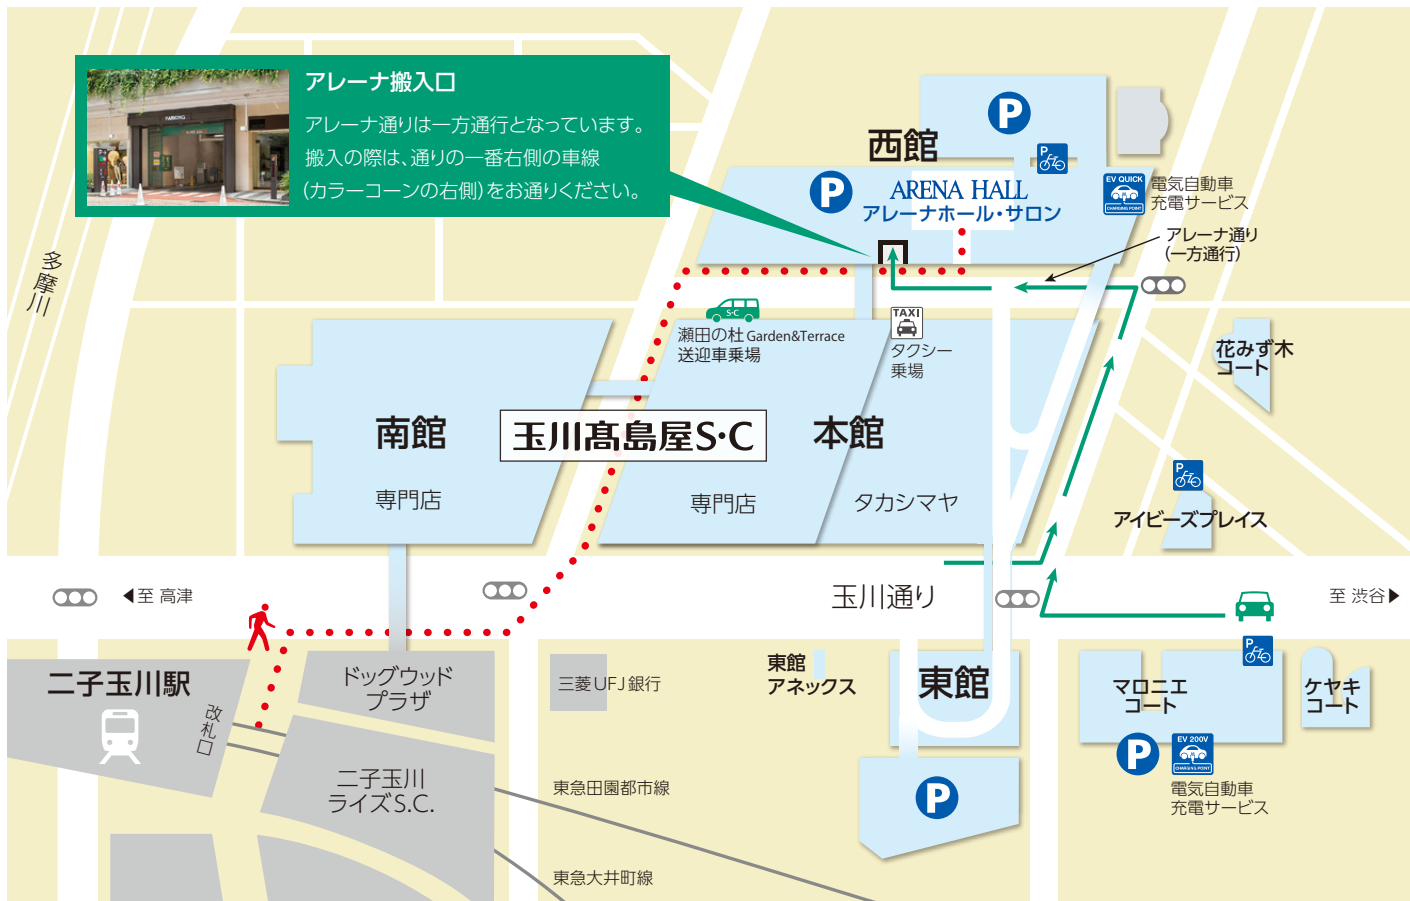 アレーナ搬入口
アレーナ通りは一方通行となっています。
搬入の際は、通りの一番右側の車線
(カラーコーンの右側)をお通りください。
PARKING
P
西館
P
ARENA HALL
アレーナホール・サロン
P
EV QUICK
CHARGING POINT
電気自動車
充電サービス
アレーナ通り
(一方通行)
多摩川
S・C
瀬田の杜 Garden&Terrace
送迎車乗場
TAXI
タクシー
乗場
花みず木
コート
南館
玉川髙島屋S・C
本館
専門店
専門店
タカシマヤ
P
アイビーズプレイス
◀至 高津
玉川通り
至 渋谷▶
二子玉川駅
改札口
ドッグウッド
プラザ
三菱UFJ銀行
東館
アネックス
東館
P
マロニエ
コート
ケヤキ
コート
P
EV 200V
CHARGING POINT
電気自動車
充電サービス
二子玉川
ライズS.C.
東急田園都市線
P
東急大井町線